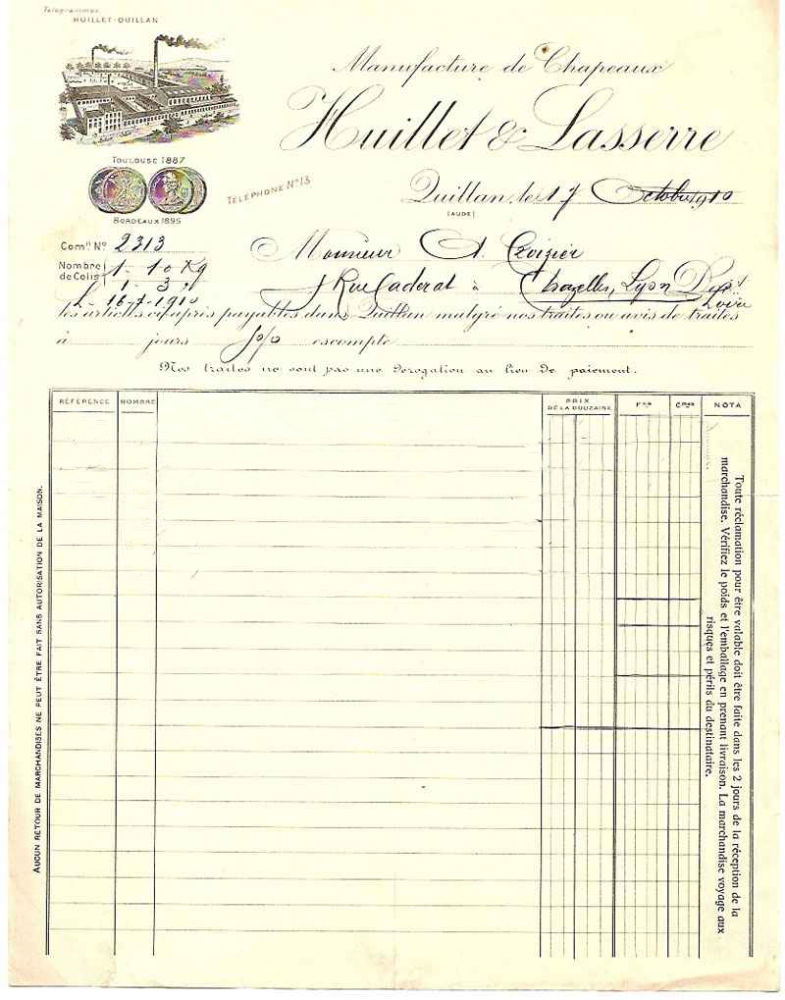 Télégrammes
HUILLET-QUILLAN
Manufacture de Chapeaux
Huillet & Lasserre
TOULOUSE 1887
BORDEAUX 1895
TELEPHONE Nº 13
Quillan, le 17 Octobre 1910
(AUDE)
Comºⁿ Nº 2313
Monsieur A.
Nombre de Colis 1 - 10 Kg
1 - 3 "
Rue Caderat à Chazelles, Lyon
Loire
L - 16-7-1910
les articles ci-après payables dans Quillan malgré nos traites ou avis de traites
à jours % escompte
Nos traites ne sont pas une dérogation au lieu de paiement.
RÉFÉRENCE
NOMBRE
PRIX DE LA DOUZAINE
Fᶜˢ
Cᵐᵉˢ
NOTA
Toute réclamation pour être valable doit être faite dans les 2 jours de la réception de la
marchandise. Vérifiez le poids et l'emballage en prenant livraison. La marchandise voyage aux
risques et périls du destinataire.
AUCUN RETOUR DE MARCHANDISES NE PEUT ÊTRE FAIT SANS AUTORISATION DE LA MAISON.